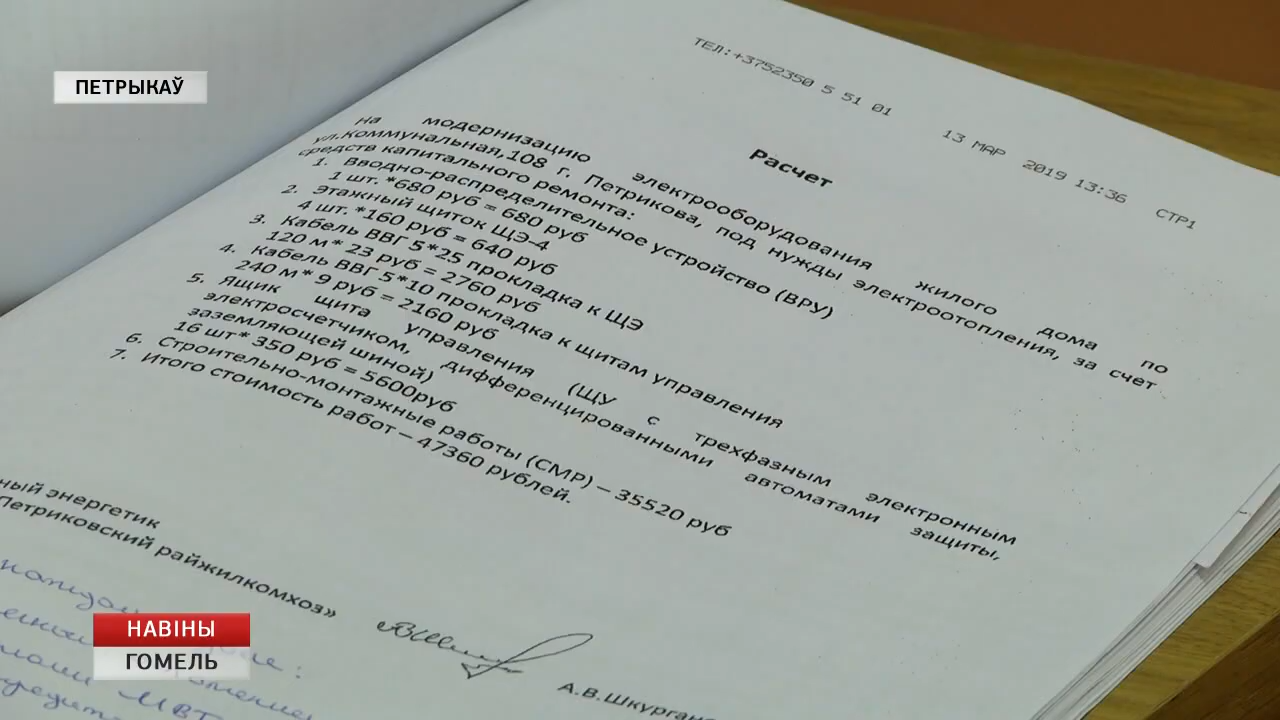 ПЕТРЫКАЎ
ТЕЛ:+3752350 5 51 01 13 МАР 2019 13:36 СТР1
Расчет
на модернизацию электрооборудования жилого дома по
ул.Коммунальная,108 г. Петрикова, под нужды электроотопления, за счет
средств капитального ремонта:
1. Вводно-распределительное устройство (ВРУ)
1 шт. *680 руб = 680 руб
2. Этажный щиток ЩЭ-4
4 шт. *160 руб = 640 руб
3. Кабель ВВГ 5*25 прокладка к ЩЭ
120 м * 23 руб = 2760 руб
4. Кабель ВВГ 5*10 прокладка к щитам управления
240 м * 9 руб = 2160 руб
5. Ящик щита управления (ЩУ с трехфазным электронным
электросчетчиком, дифференцированными автоматами защиты,
заземляющей шиной)
16 шт* 350 руб = 5600руб
6. Строительно-монтажные работы (СМР) – 35520 руб
7. Итого стоимость работ – 47360 рублей.
ный энергетик
Петриковский райжилкомхоз»
А.В.Шкурган
НАВІНЫ
ГОМЕЛЬ